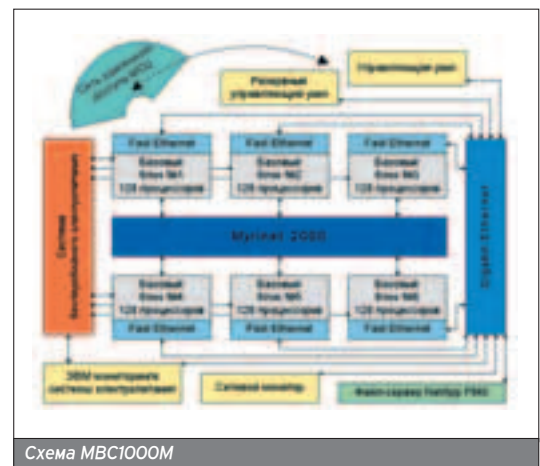 Сеть
доступа
Резервный
управляющий узел
Управляющий узел
Fast Ethernet
Базовый
блок №1
128 процессоров
Fast Ethernet
Базовый
блок №2
128 процессоров
Fast Ethernet
Базовый
блок №3
128 процессоров
Система
бесперебойного электропитания
Myrinet 2000
Gigabit Ethernet
Базовый
блок №4
128 процессоров
Fast Ethernet
Базовый
блок №5
128 процессоров
Fast Ethernet
Базовый
блок №6
128 процессоров
Fast Ethernet
ЭВМ мониторинга
системы электропитания
Сетевой монитор
Файл-сервер NetApp
Схема МВС1000М